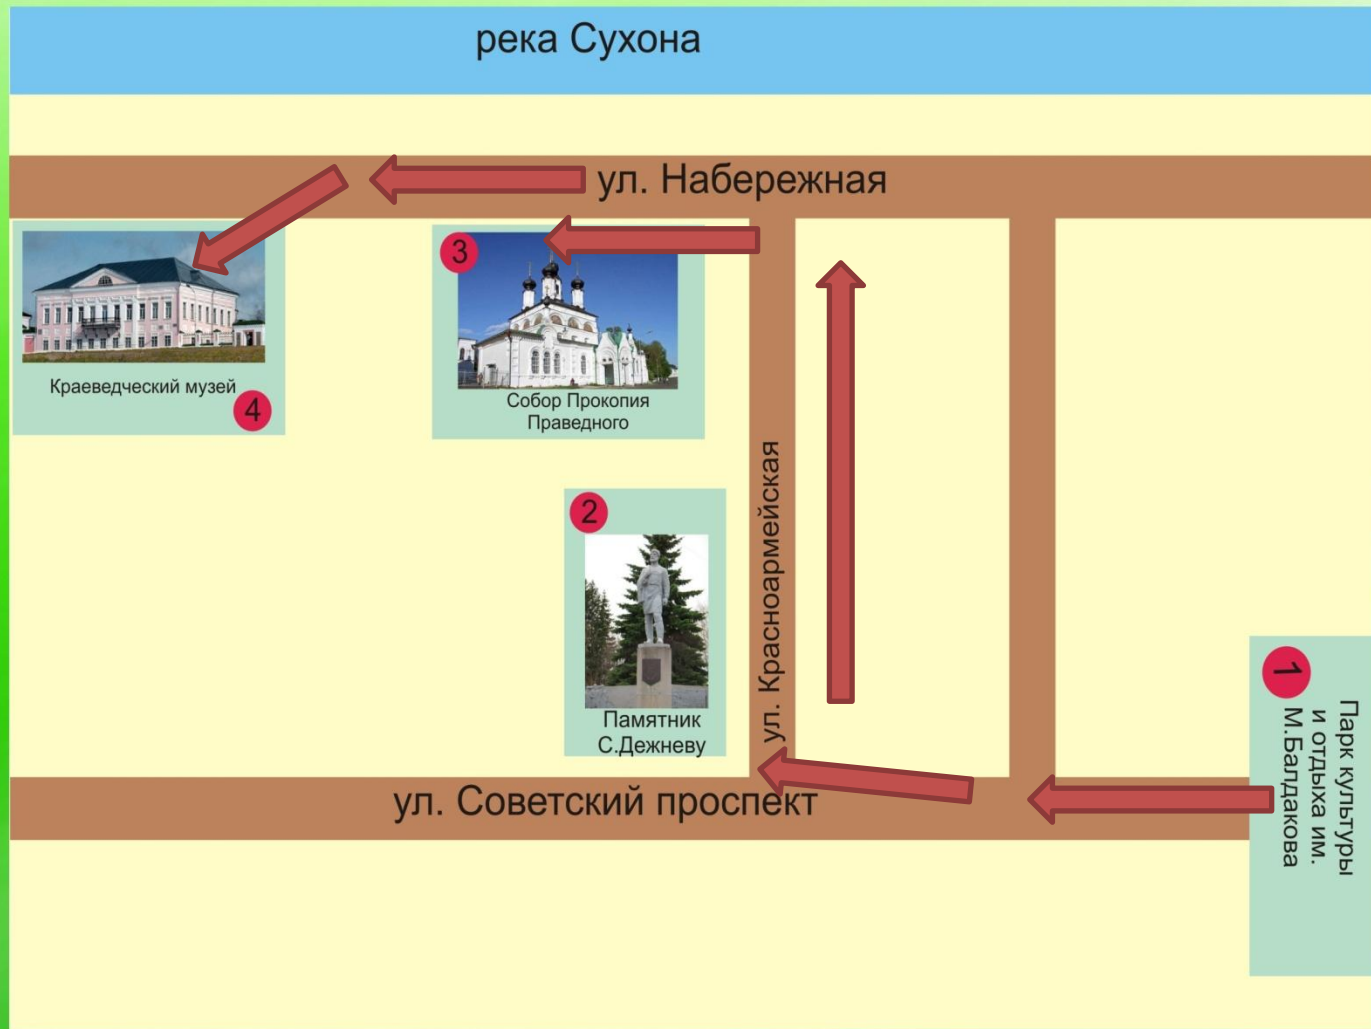 река Сухона
ул. Набережная
3
Краеведческий музей
4
Собор Прокопия
Праведного
2
Памятник
С.Дежневу
ул. Красноармейская
1
Парк культуры
и отдыха им.
М.Балдакова
ул. Советский проспект